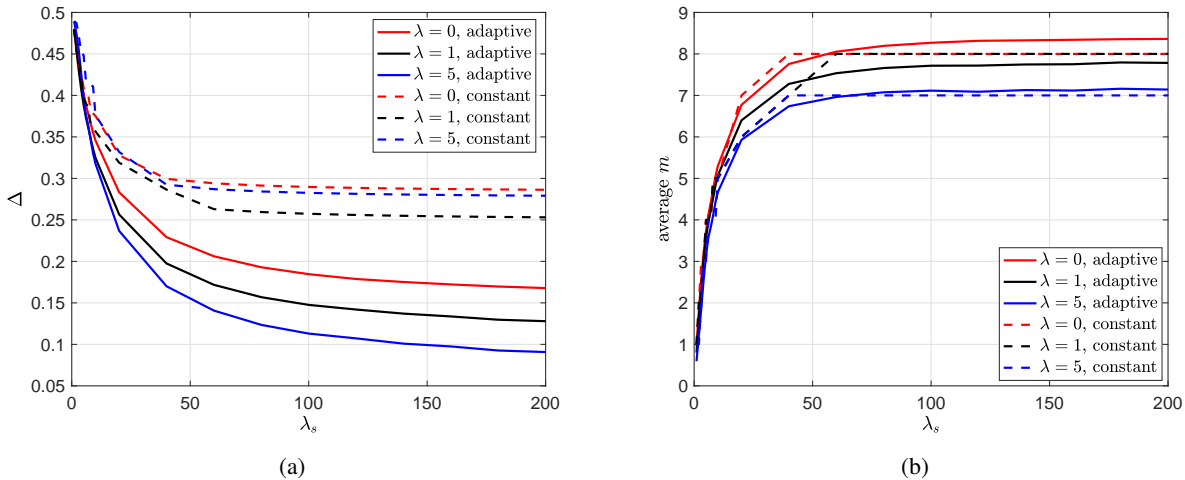 0.5
0.45
0.4
0.35
0.3
0.25
0.2
0.15
0.1
0.05
Δ
0 50 100 150 200
λ_s
λ = 0, adaptive
λ = 1, adaptive
λ = 5, adaptive
λ = 0, constant
λ = 1, constant
λ = 5, constant
(a)
9
8
7
6
5
4
3
2
1
0
average m
0 50 100 150 200
λ_s
λ = 0, adaptive
λ = 1, adaptive
λ = 5, adaptive
λ = 0, constant
λ = 1, constant
λ = 5, constant
(b)